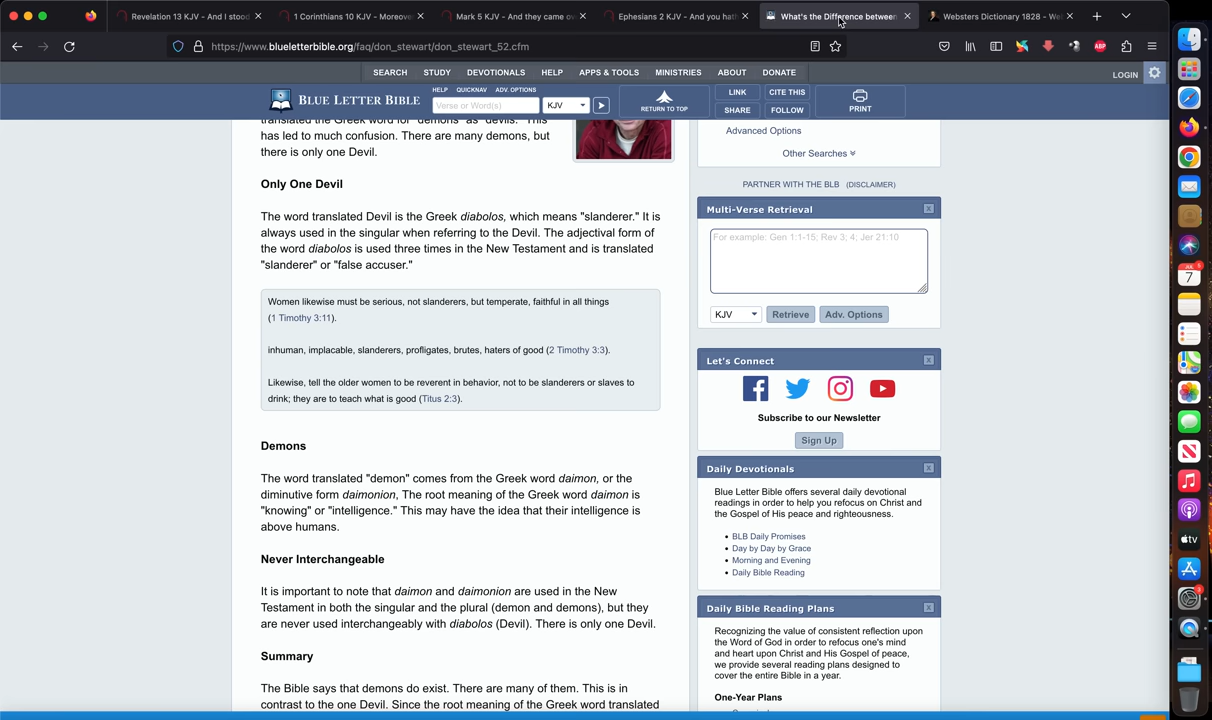 Revelation 13 KJV - And I stood
1 Corinthians 10 KJV - Moreove
Mark 5 KJV - And they came o
Ephesians 2 KJV - And you hat
What's the Difference between
Websters Dictionary 1828 - We
https://www.blueletterbible.org/faq/don_stewart/don_stewart_52.cfm
ABP
SEARCH STUDY DEVOTIONALS HELP APPS & TOOLS MINISTRIES ABOUT DONATE
LOGIN
BLUE LETTER BIBLE
HELP QUICKNAV ADV. OPTIONS
Verse or Word(s)
KJV
RETURN TO TOP
LINK
CITE THIS
SHARE
FOLLOW
PRINT
translated the Greek word for "demons" as "devils." This
has led to much confusion. There are many demons, but
there is only one Devil.
Only One Devil
The word translated Devil is the Greek diabolos, which means "slanderer." It is
always used in the singular when referring to the Devil. The adjectival form of
the word diabolos is used three times in the New Testament and is translated
"slanderer" or "false accuser."
Women likewise must be serious, not slanderers, but temperate, faithful in all things
(1 Timothy 3:11).
inhuman, implacable, slanderers, profligates, brutes, haters of good (2 Timothy 3:3).
Likewise, tell the older women to be reverent in behavior, not to be slanderers or slaves to
drink; they are to teach what is good (Titus 2:3).
Demons
The word translated "demon" comes from the Greek word daimon, or the
diminutive form daimonion, The root meaning of the Greek word daimon is
"knowing" or "intelligence." This may have the idea that their intelligence is
above humans.
Never Interchangeable
It is important to note that daimon and daimonion are used in the New
Testament in both the singular and the plural (demon and demons), but they
are never used interchangeably with diabolos (Devil). There is only one Devil.
Summary
The Bible says that demons do exist. There are many of them. This is in
contrast to the one Devil. Since the root meaning of the Greek word translated
Advanced Options
Other Searches
PARTNER WITH THE BLB (DISCLAIMER)
Multi-Verse Retrieval
For example: Gen 1:1-15; Rev 3; 4; Jer 21:10
KJV
Retrieve
Adv. Options
Let's Connect
Subscribe to our Newsletter
Sign Up
Daily Devotionals
Blue Letter Bible offers several daily devotional
readings in order to help you refocus on Christ and
the Gospel of His peace and righteousness.
BLB Daily Promises
Day by Day by Grace
Morning and Evening
Daily Bible Reading
Daily Bible Reading Plans
Recognizing the value of consistent reflection upon
the Word of God in order to refocus one's mind
and heart upon Christ and His Gospel of peace,
we provide several reading plans designed to
cover the entire Bible in a year.
One-Year Plans
7
tv